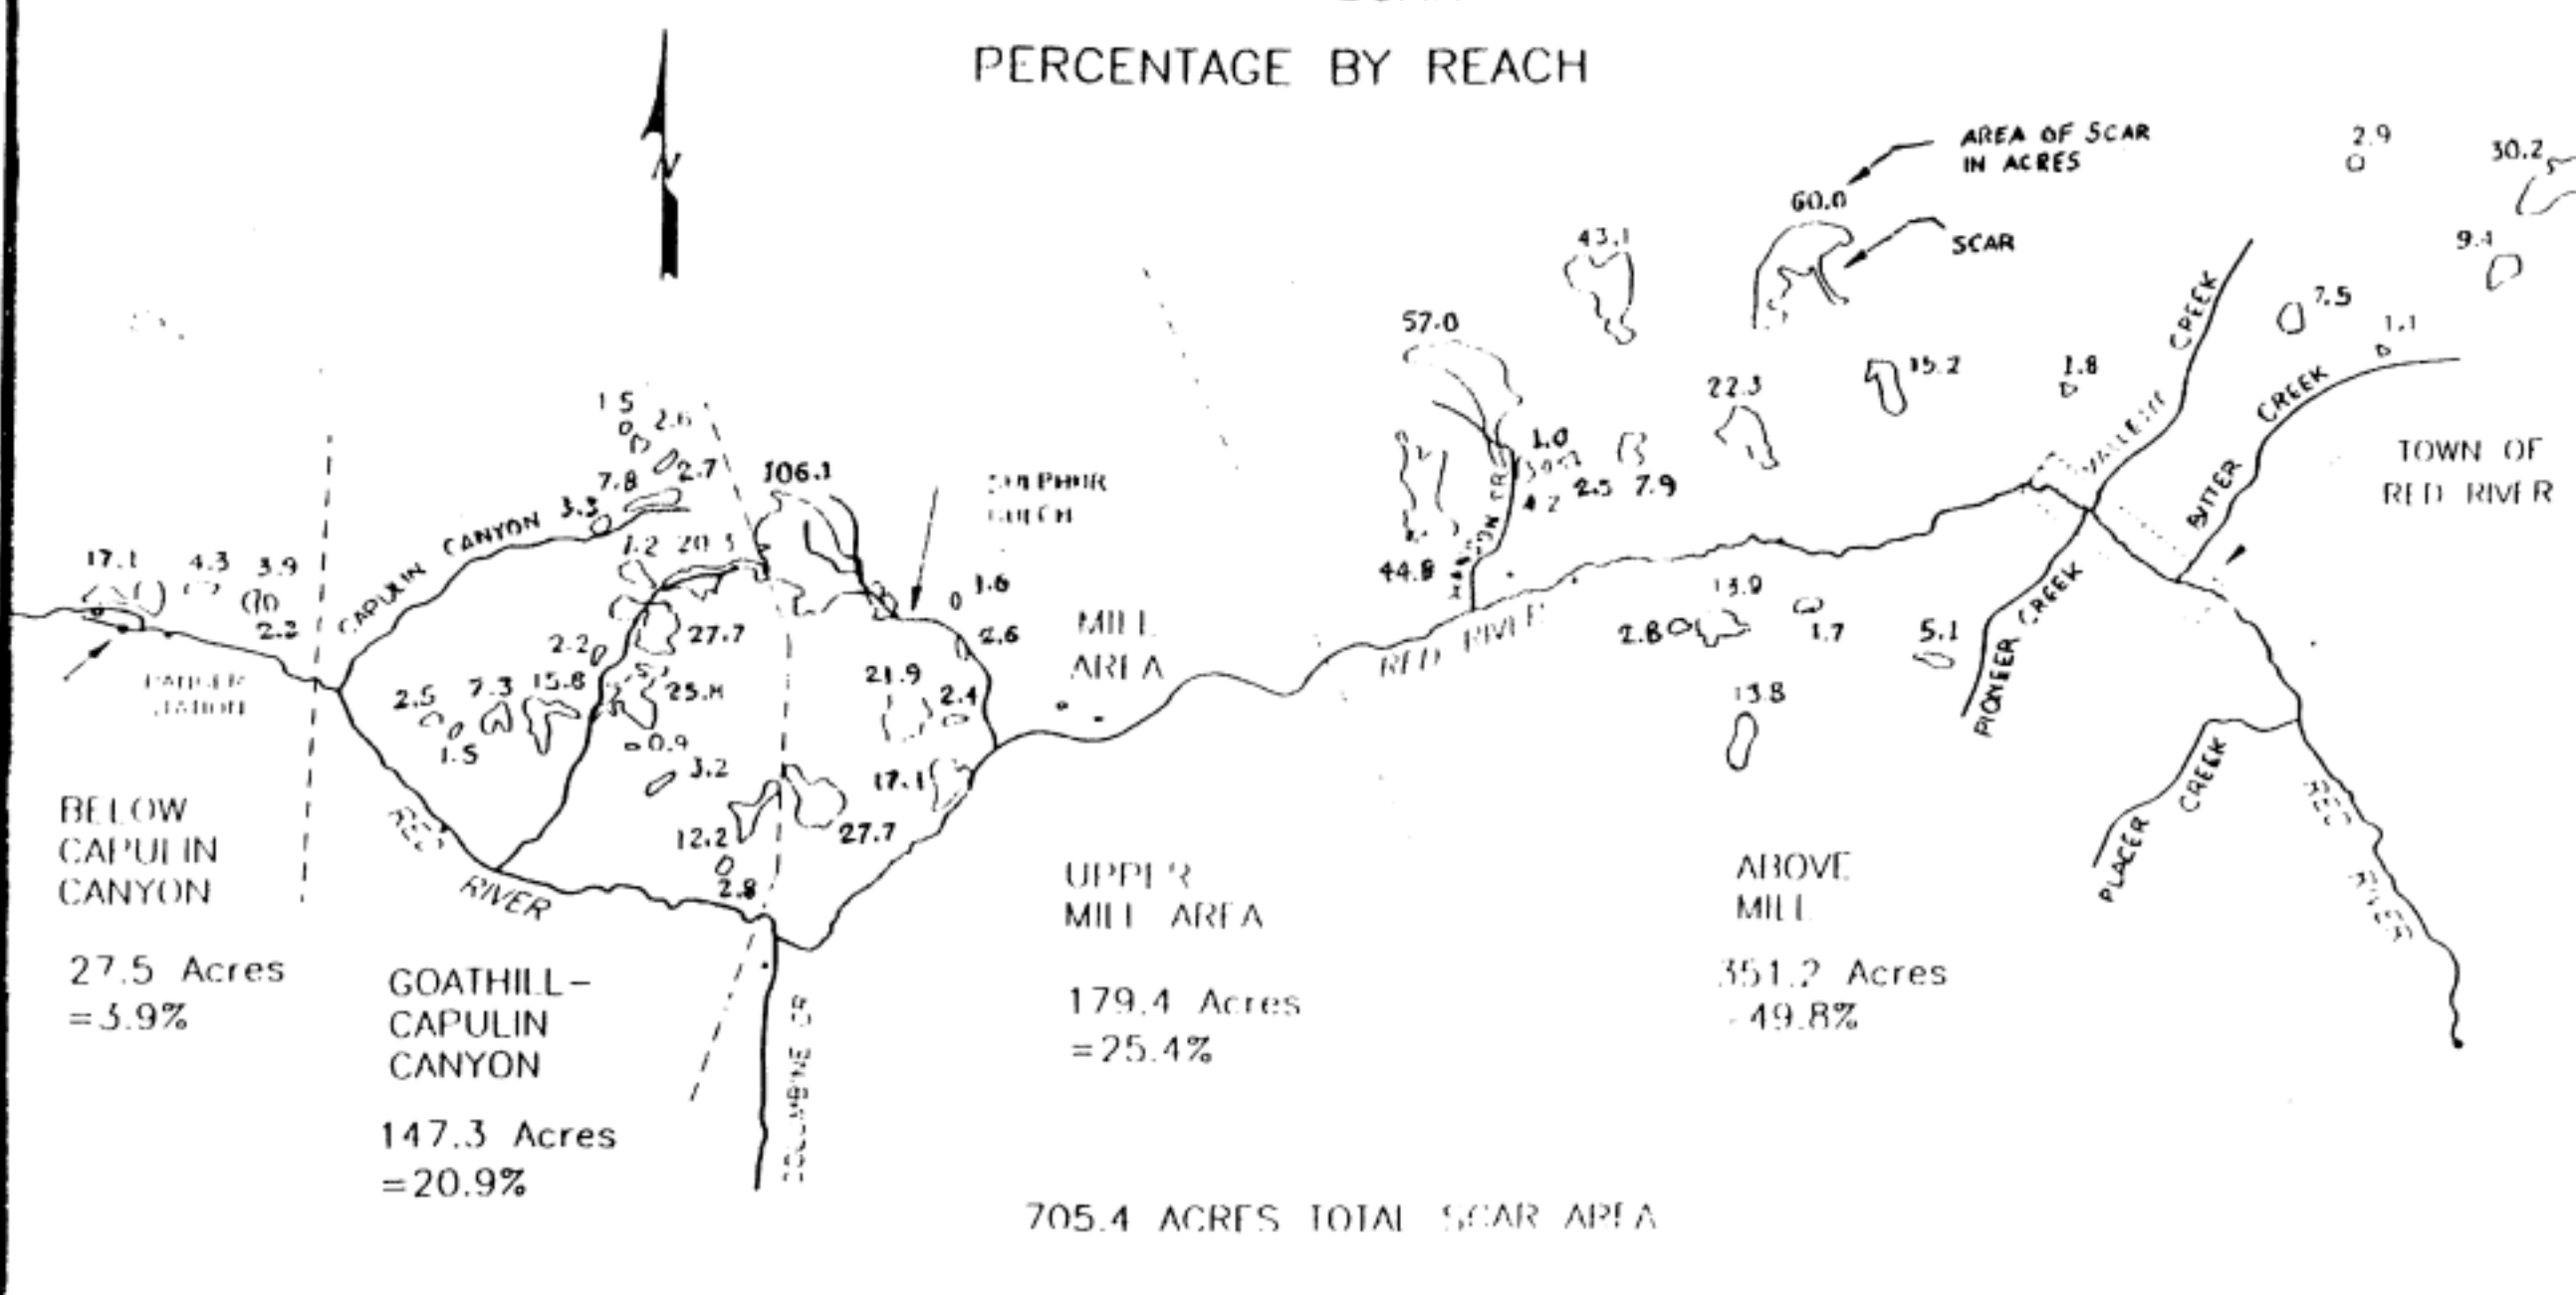 PERCENTAGE BY REACH
N
AREA OF SCAR
IN ACRES
SCAR
60.0
43.1
57.0
2.9
30.2
7.5
1.1
15.2
1.8
22.3
1.0
2.5
7.9
44.8
CREEK
BITTER CREEK
TOWN OF
RED RIVER
1.5
2.6
2.7
7.8
3.3
106.1
CAPULIN CANYON
1.2
17.1
4.3
3.9
2.2
27.7
1.6
2.6
MILL
AREA
RED RIVER
13.9
2.8
1.7
5.1
PIONEER CREEK
2.5
7.3
15.8
1.5
0.9
3.2
21.9
2.4
17.1
13.8
12.2
27.7
2.8
PLACER CREEK
RED RIVER
RED RIVER
BELOW
CAPULIN
CANYON
27.5 Acres
=3.9%
GOATHILL-
CAPULIN
CANYON
147.3 Acres
=20.9%
UPPER
MILL AREA
179.4 Acres
=25.4%
ABOVE
MILL
351.2 Acres
49.8%
705.4 ACRES TOTAL SCAR AREA